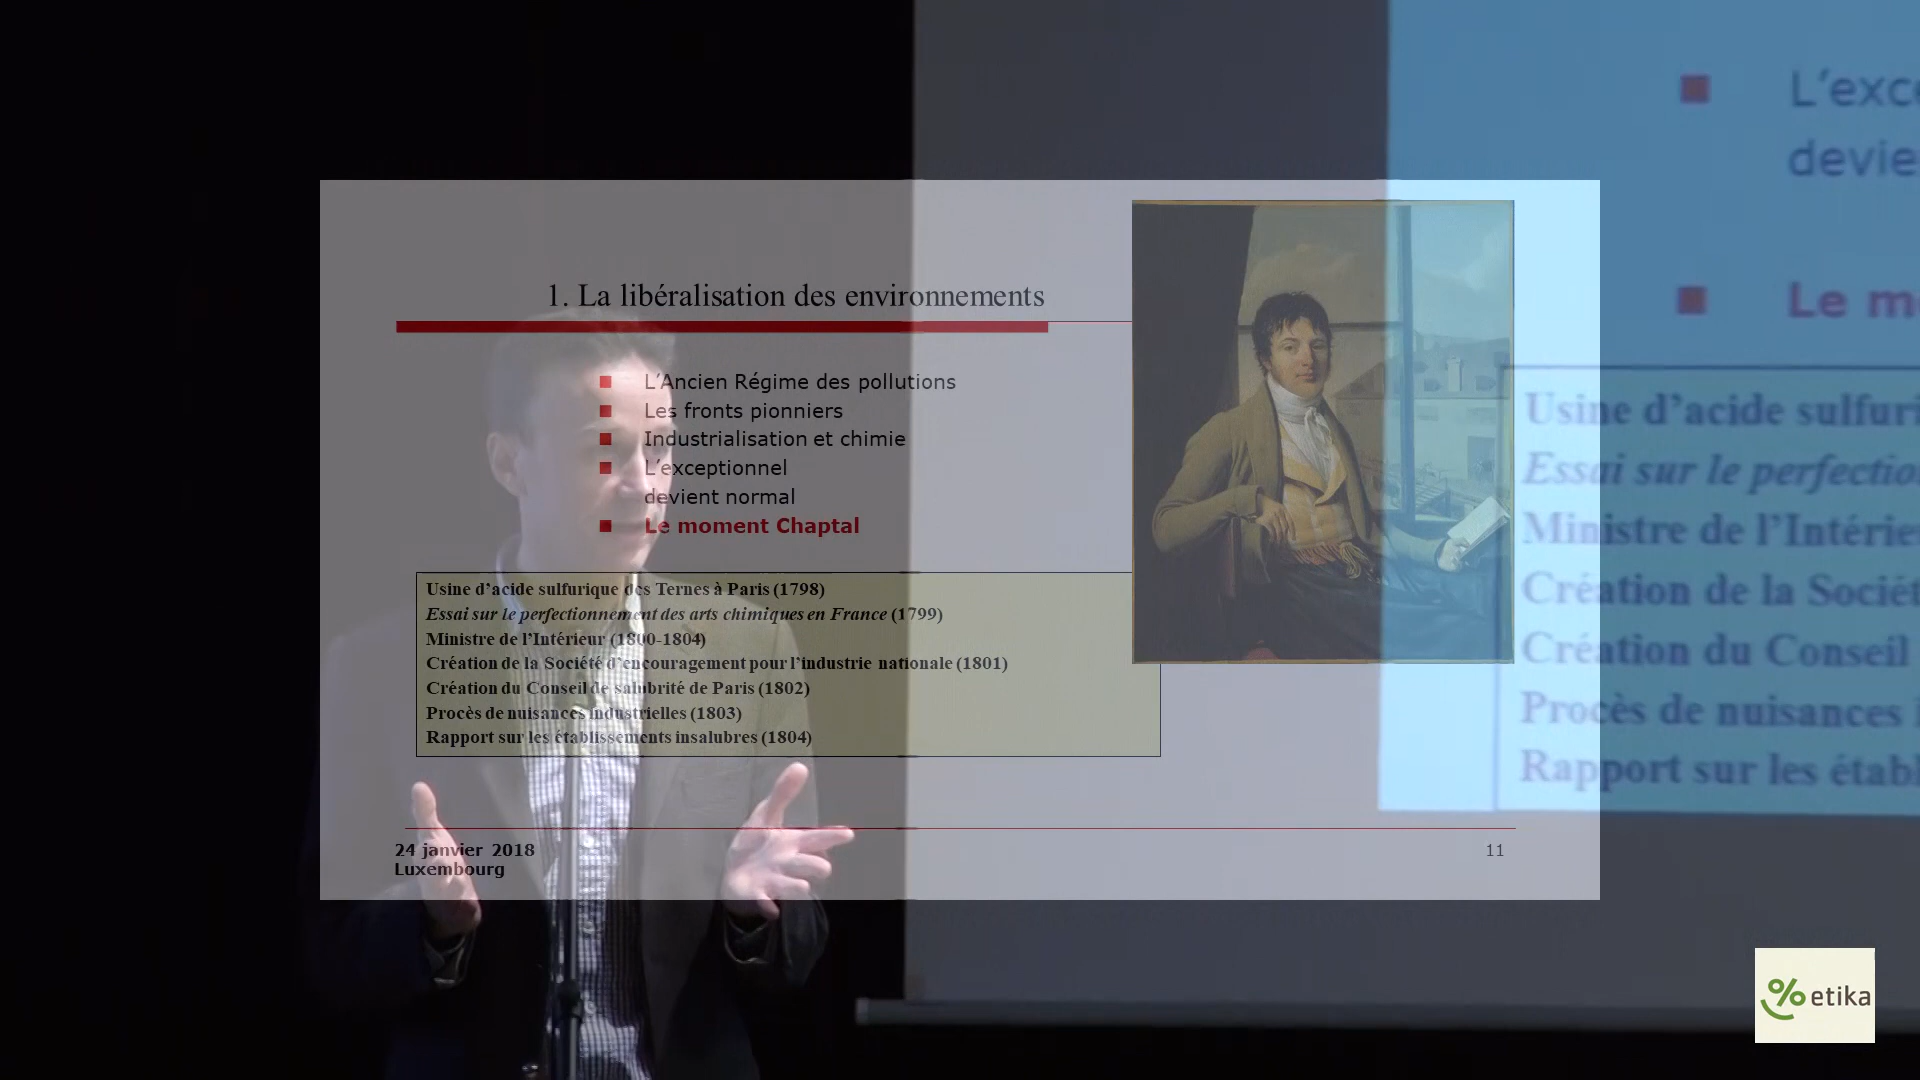 1. La libéralisation des environnements
L'Ancien Régime des pollutions
Les fronts pionniers
Industrialisation et chimie
L'exceptionnel
devient normal
Le moment Chaptal
Usine d'acide sulfurique des Ternes à Paris (1798)
Essai sur le perfectionnement des arts chimiques en France (1799)
Ministre de l'Intérieur (1800-1804)
Création de la Société d'encouragement pour l'industrie nationale (1801)
Création du Conseil de salubrité de Paris (1802)
Procès de nuisances industrielles (1803)
Rapport sur les établissements insalubres (1804)
24 janvier 2018
Luxembourg
11
L'exce
devie
Le m
Usine d'acide sulfuri
Essai sur le perfectio
Ministre de l'Intérie
Création de la Sociét
Création du Conseil
Procès de nuisances
Rapport sur les établ
% etika